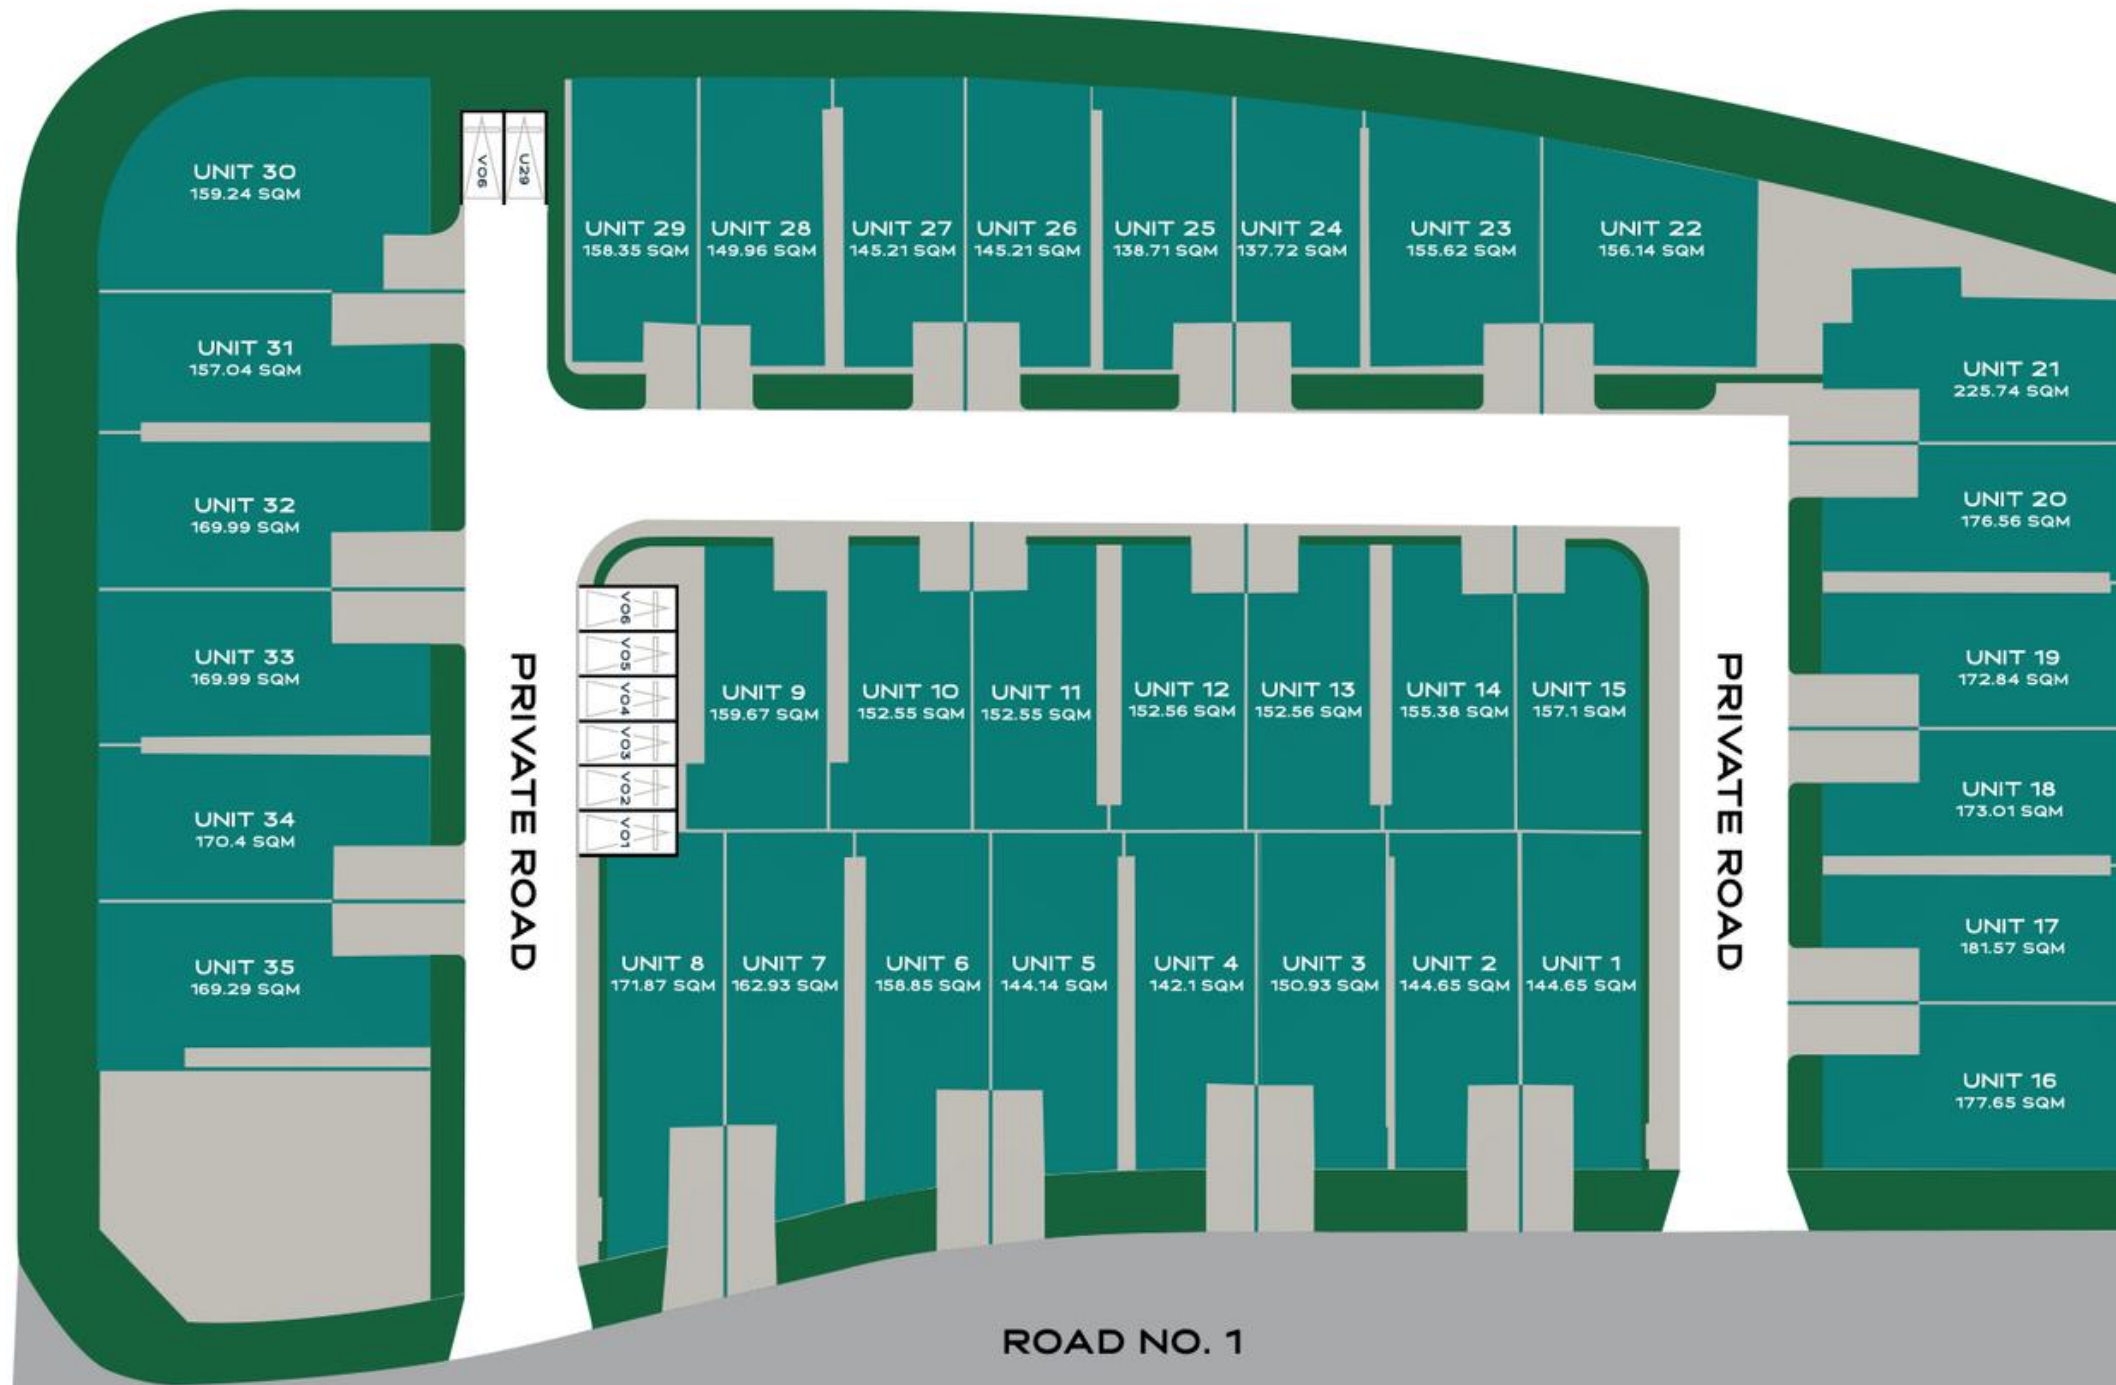 UNIT 30
159.24 SQM
V06
U29
UNIT 29
158.35 SQM
UNIT 28
149.96 SQM
UNIT 27
145.21 SQM
UNIT 26
145.21 SQM
UNIT 25
138.71 SQM
UNIT 24
137.72 SQM
UNIT 23
155.62 SQM
UNIT 22
156.14 SQM
UNIT 31
157.04 SQM
UNIT 21
225.74 SQM
UNIT 32
169.99 SQM
UNIT 20
176.56 SQM
UNIT 33
169.99 SQM
PRIVATE ROAD
V06
V05
V04
V03
V02
V01
UNIT 9
159.67 SQM
UNIT 10
152.55 SQM
UNIT 11
152.55 SQM
UNIT 12
152.56 SQM
UNIT 13
152.56 SQM
UNIT 14
155.38 SQM
UNIT 15
157.1 SQM
PRIVATE ROAD
UNIT 19
172.84 SQM
UNIT 34
170.4 SQM
UNIT 18
173.01 SQM
UNIT 35
169.29 SQM
UNIT 8
171.87 SQM
UNIT 7
162.93 SQM
UNIT 6
158.85 SQM
UNIT 5
144.14 SQM
UNIT 4
142.1 SQM
UNIT 3
150.93 SQM
UNIT 2
144.65 SQM
UNIT 1
144.65 SQM
UNIT 17
181.57 SQM
UNIT 16
177.65 SQM
ROAD NO. 1